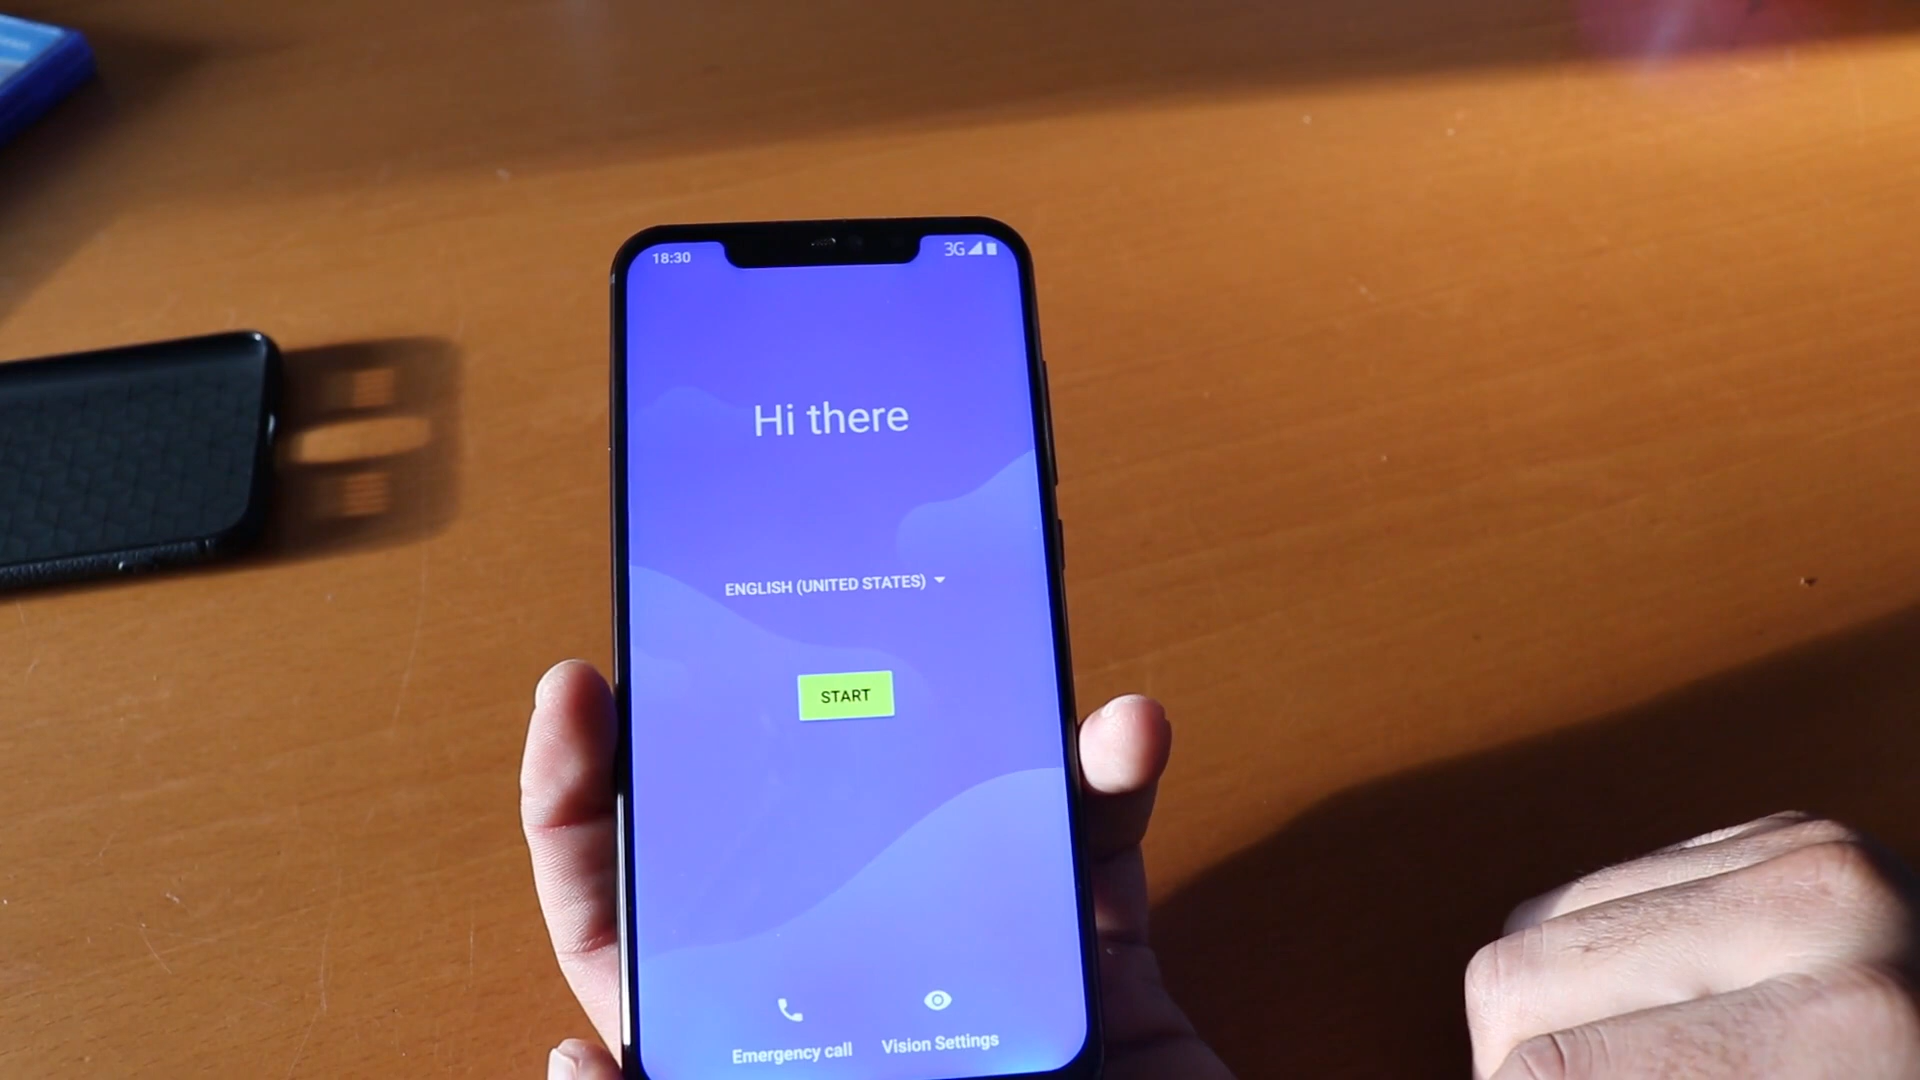 18:30
3G
Hi there
ENGLISH (UNITED STATES)
START
Emergency call
Vision Settings